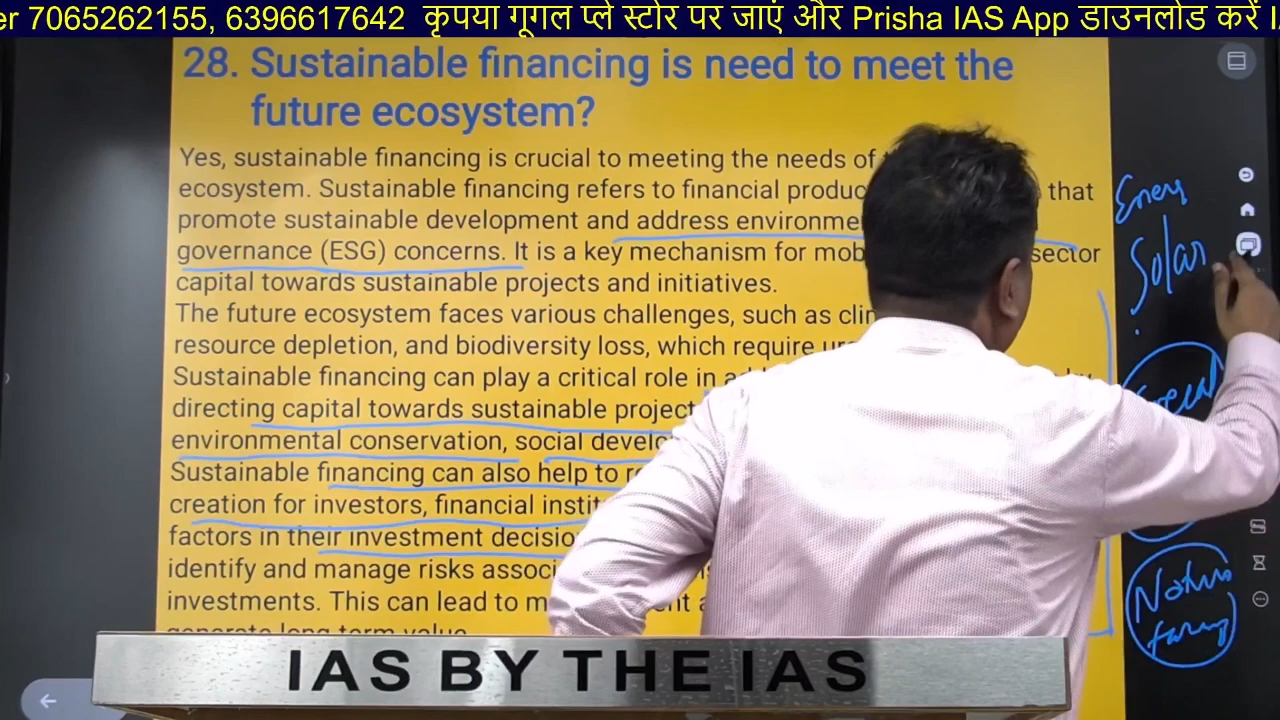 er 7065262155, 6396617642 कृपया गूगल प्ले स्टोर पर जाएं और Prisha IAS App डाउनलोड करें I
28. Sustainable financing is need to meet the
future ecosystem?
Yes, sustainable financing is crucial to meeting the needs of
ecosystem. Sustainable financing refers to financial produc that
promote sustainable development and address environme
governance (ESG) concerns. It is a key mechanism for mob sector
capital towards sustainable projects and initiatives.
The future ecosystem faces various challenges, such as clim
resource depletion, and biodiversity loss, which require
Sustainable financing can play a critical role in
directing capital towards sustainable project
environmental conservation, social develo
Sustainable financing can also help to
creation for investors, financial instit
factors in their investment decisio
identify and manage risks associ
investments. This can lead to m
generate long-term value.
Solar
IAS BY THE IAS